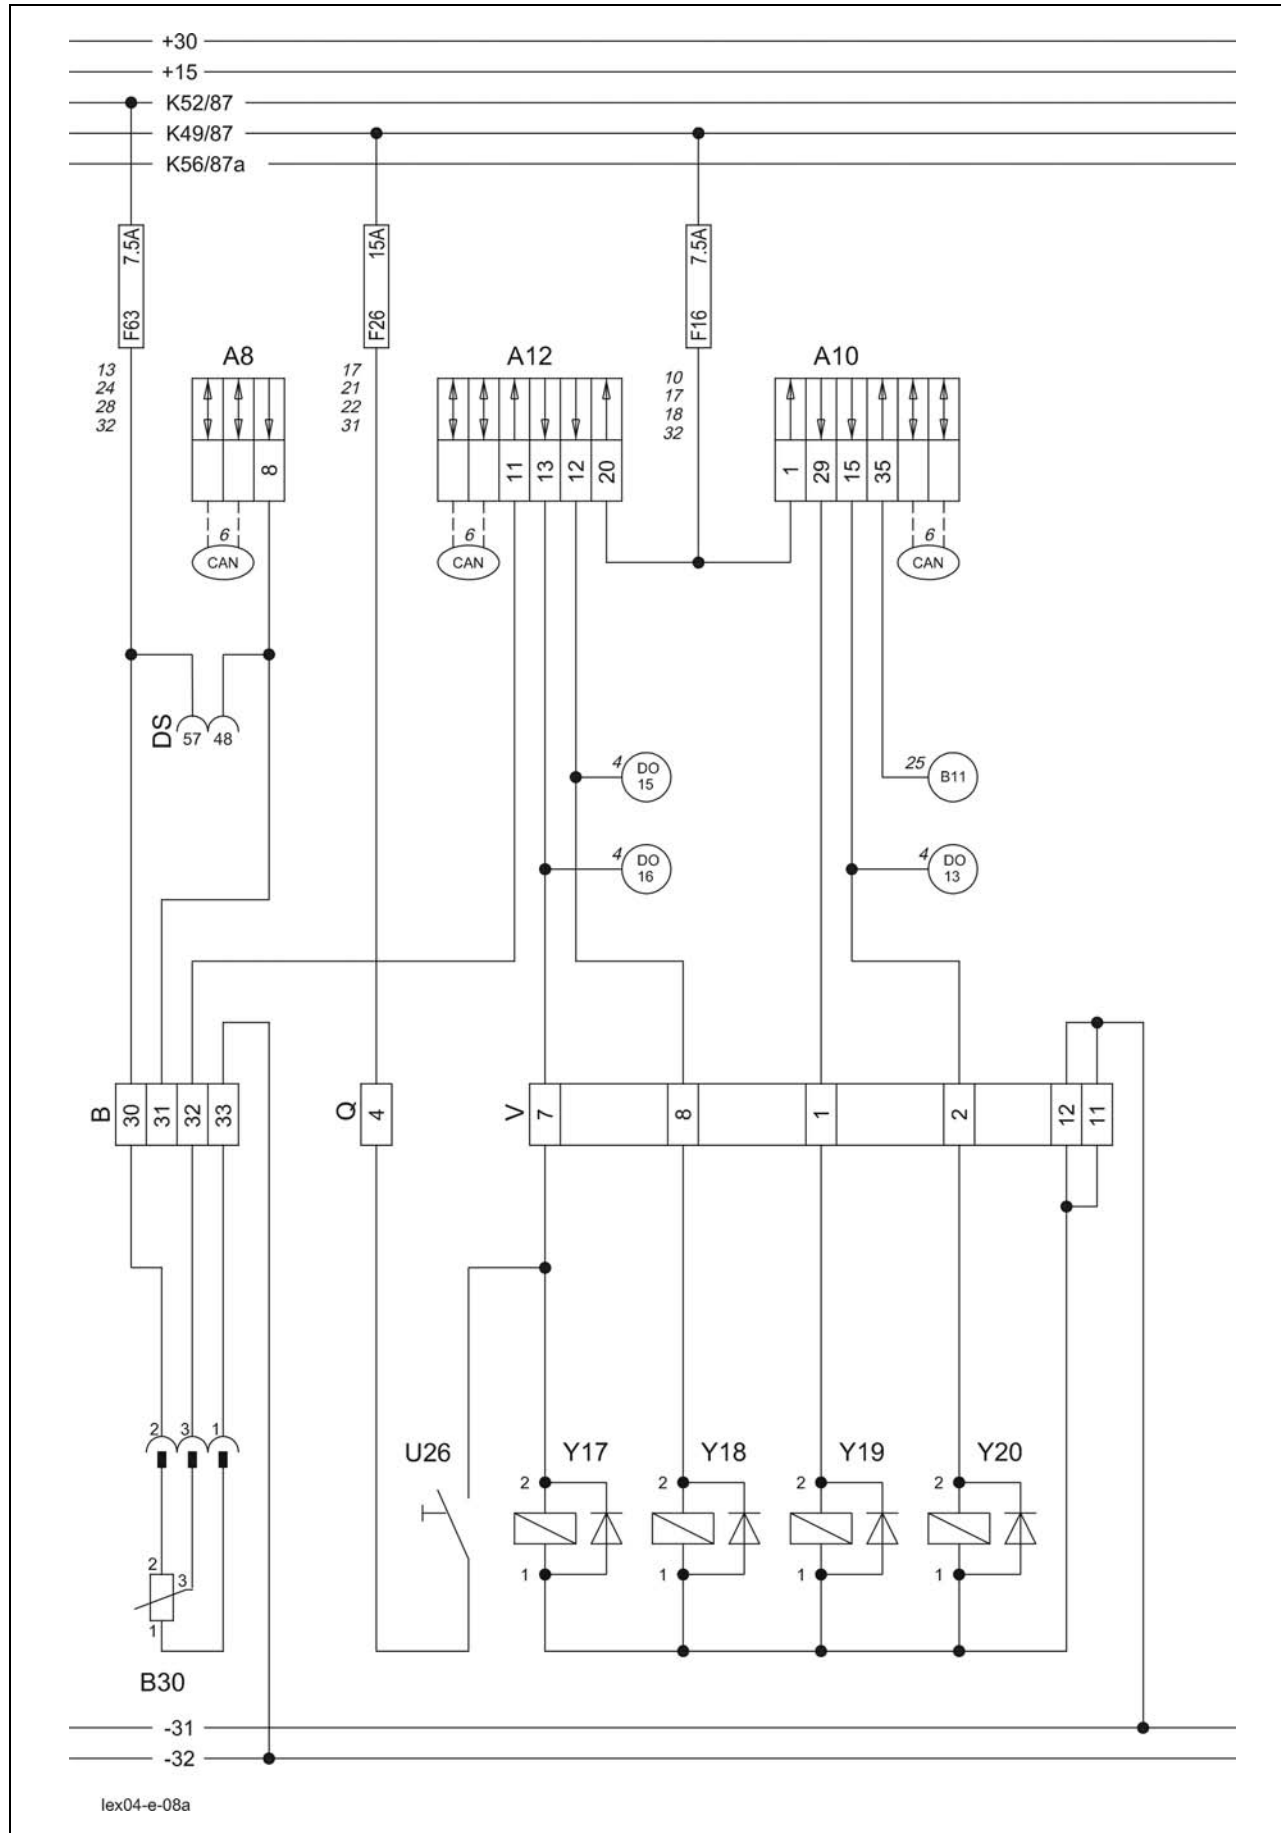 +30
+15
K52/87
K49/87
K56/87a
7.5A
F63
15A
F26
7.5A
F16
13
24
28
32
A8
17
21
22
31
A12
10
17
18
32
A10
8
11
13
12
20
1
29
15
35
6
CAN
6
CAN
6
CAN
DS
57
48
4
DO
15
25
B11
4
DO
16
4
DO
13
B
30
31
32
33
Q
4
V
7
8
1
2
12
11
2
3
1
U26
Y17
Y18
Y19
Y20
2
2
2
2
1
1
1
1
2
3
1
B30
-31
-32
lex04-e-08a